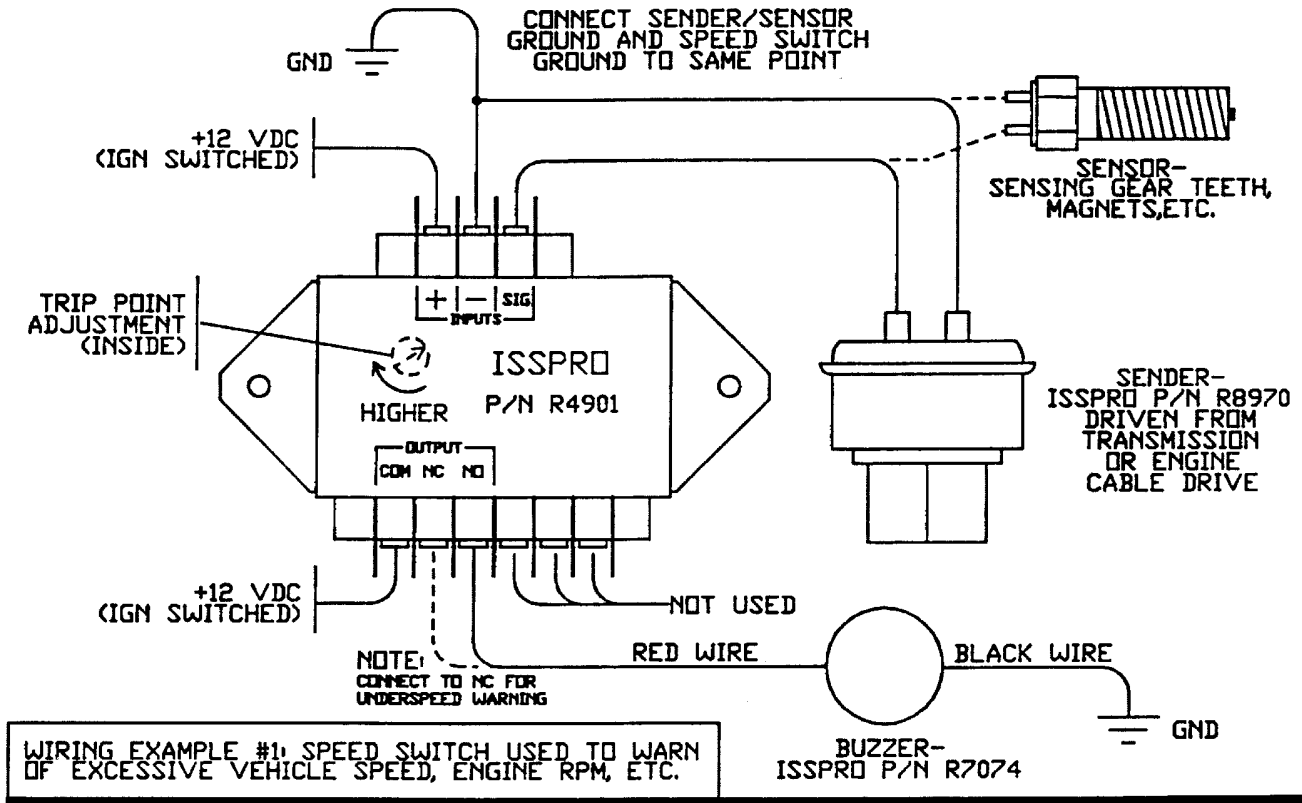 CONNECT SENDER/SENSOR
GROUND AND SPEED SWITCH
GROUND TO SAME POINT
GND
+12 VDC
(IGN SWITCHED)
SENSOR-
SENSING GEAR TEETH,
MAGNETS,ETC.
TRIP POINT
ADJUSTMENT
(INSIDE)
+ - SIG
INPUTS
ISSPRO
P/N R4901
HIGHER
OUTPUT
COM NC NO
SENDER-
ISSPRO P/N R8970
DRIVEN FROM
TRANSMISSION
OR ENGINE
CABLE DRIVE
+12 VDC
(IGN SWITCHED)
NOT USED
NOTE:
CONNECT TO NC FOR
UNDERSPEED WARNING
RED WIRE
BLACK WIRE
GND
BUZZER-
ISSPRO P/N R7074
WIRING EXAMPLE #1: SPEED SWITCH USED TO WARN
OF EXCESSIVE VEHICLE SPEED, ENGINE RPM, ETC.